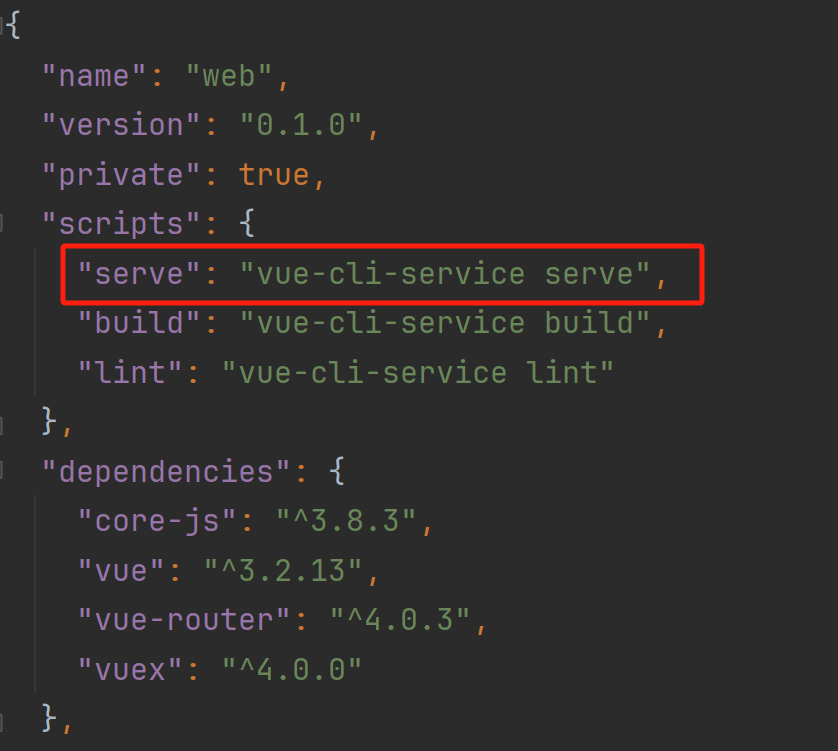 {
"name": "web",
"version": "0.1.0",
"private": true,
"scripts": {
"serve": "vue-cli-service serve",
"build": "vue-cli-service build",
"lint": "vue-cli-service lint"
},
"dependencies": {
"core-js": "^3.8.3",
"vue": "^3.2.13",
"vue-router": "^4.0.3",
"vuex": "^4.0.0"
},